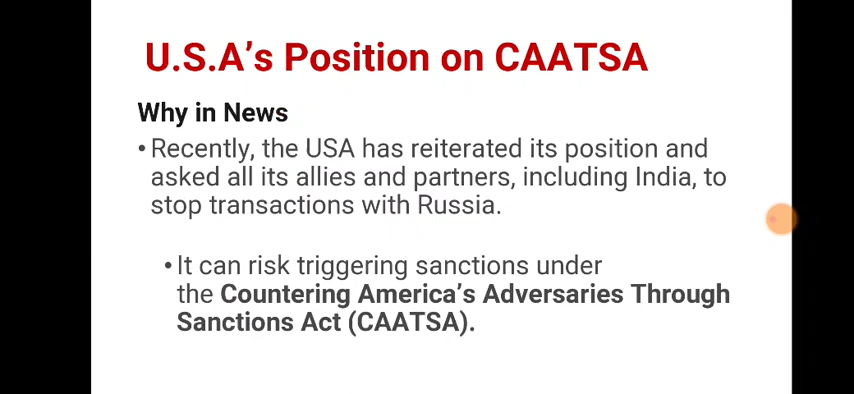 U.S.A’s Position on CAATSA
Why in News
•Recently, the USA has reiterated its position and
asked all its allies and partners, including India, to
stop transactions with Russia.
•It can risk triggering sanctions under
the Countering America’s Adversaries Through
Sanctions Act (CAATSA).